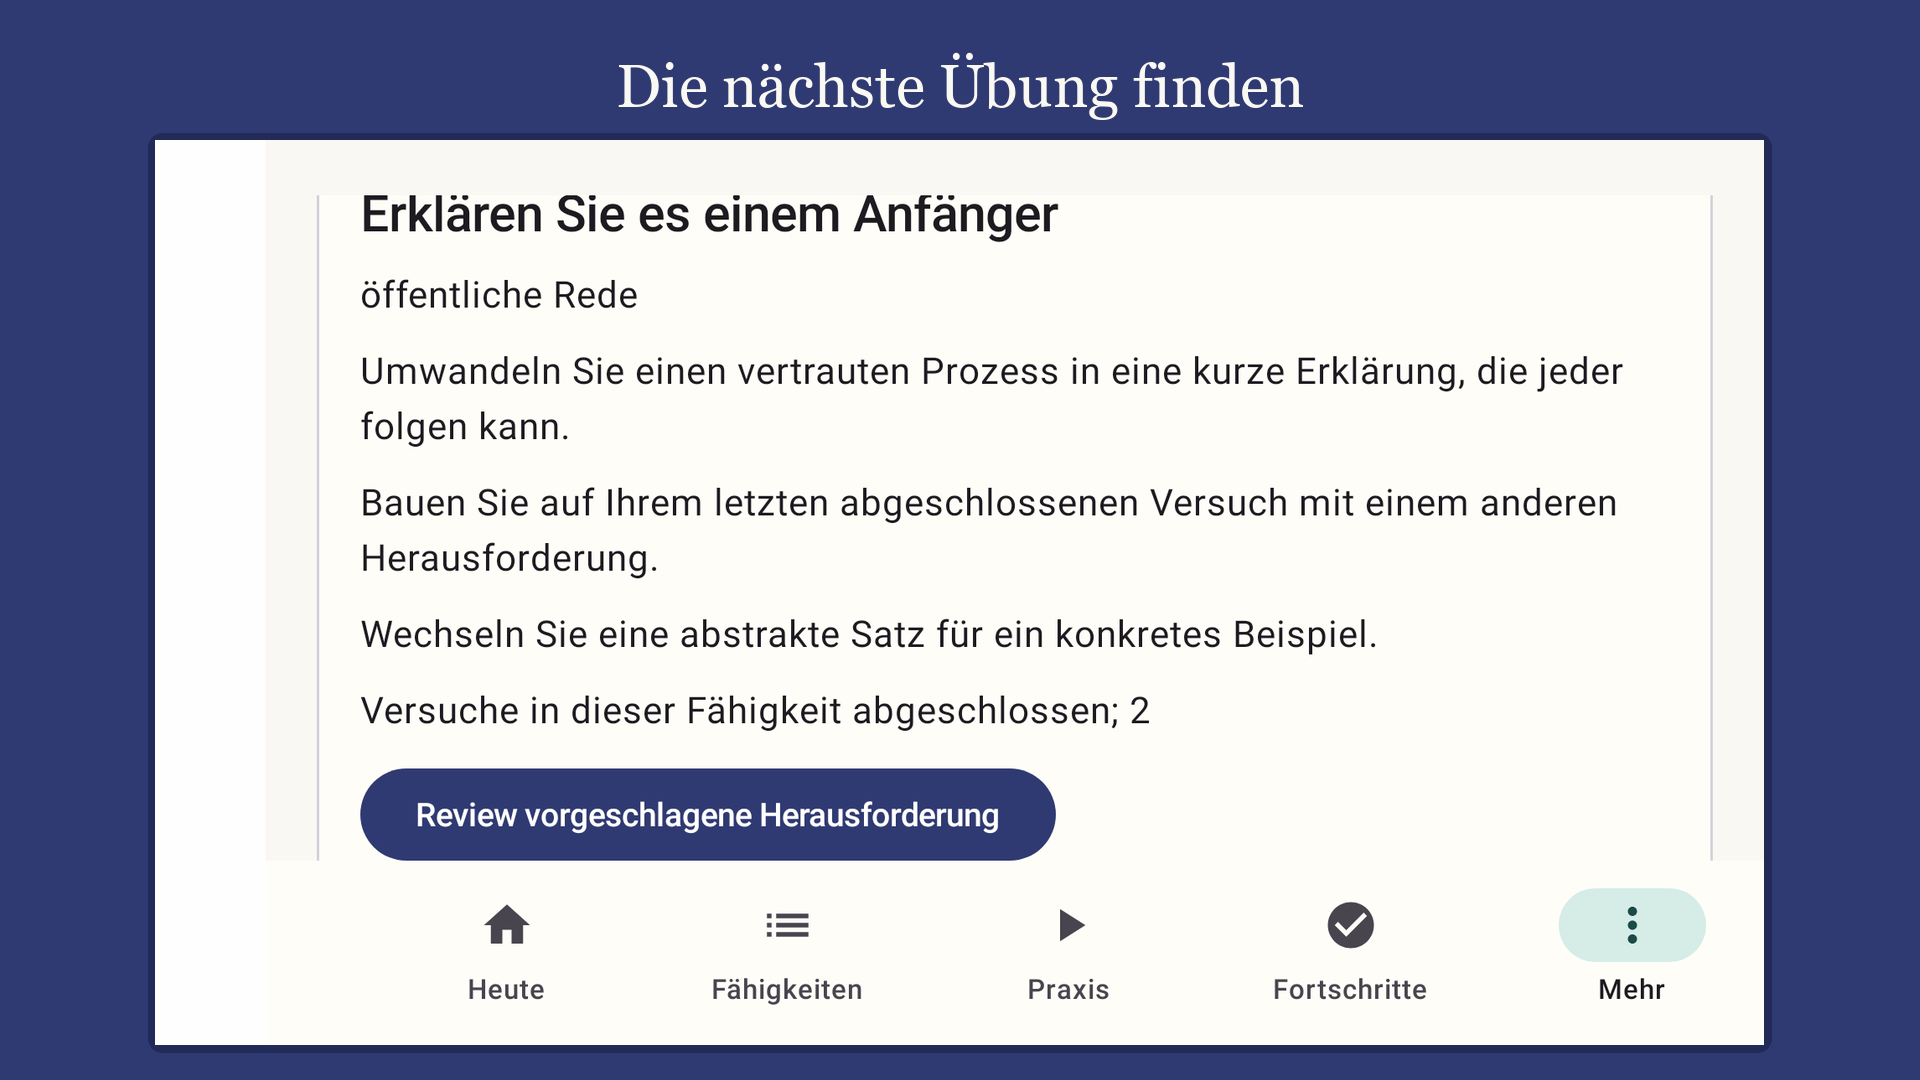 Die nächste Übung finden
Erklären Sie es einem Anfänger
öffentliche Rede
Umwandeln Sie einen vertrauten Prozess in eine kurze Erklärung, die jeder
folgen kann.
Bauen Sie auf Ihrem letzten abgeschlossenen Versuch mit einem anderen
Herausforderung.
Wechseln Sie eine abstrakte Satz für ein konkretes Beispiel.
Versuche in dieser Fähigkeit abgeschlossen; 2
Review vorgeschlagene Herausforderung
Heute
Fähigkeiten
Praxis
Fortschritte
Mehr